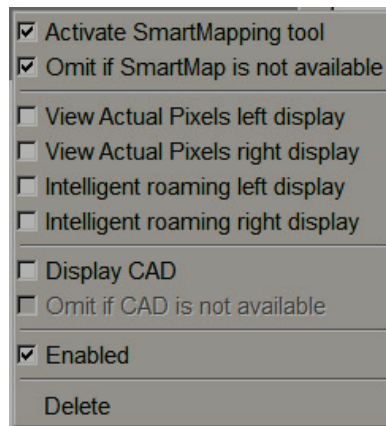 Activate SmartMapping tool
Omit if SmartMap is not available
View Actual Pixels left display
View Actual Pixels right display
Intelligent roaming left display
Intelligent roaming right display
Display CAD
Omit if CAD is not available
Enabled
Delete